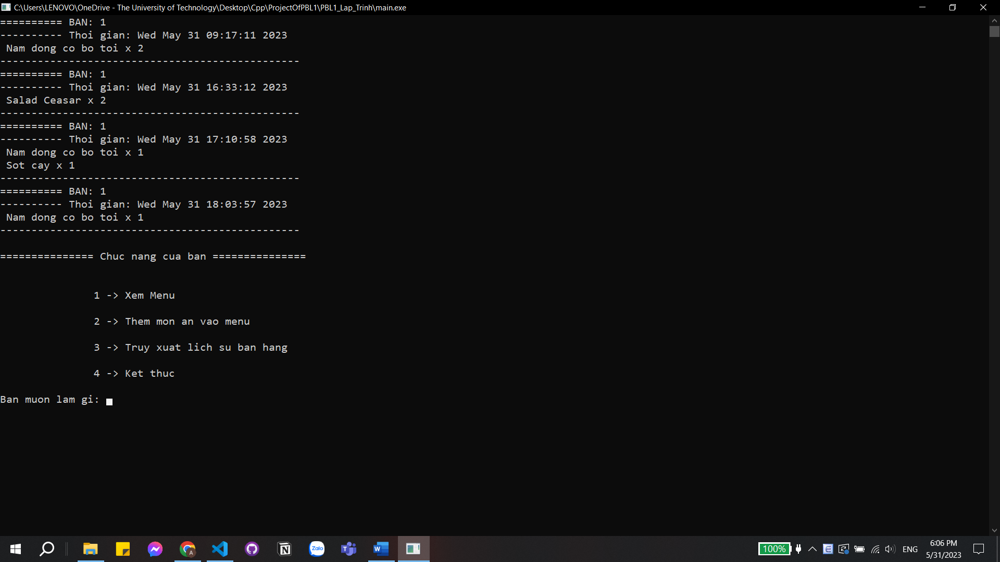 C:\Users\LENOVO\OneDrive - The University of Technology\Desktop\Cpp\ProjectOfPBL1\PBL1_Lap_Trinh\main.exe
========== BAN: 1
---------- Thoi gian: Wed May 31 09:17:11 2023
Nam dong co bo toi x 2
------------------------------------------------
========== BAN: 1
---------- Thoi gian: Wed May 31 16:33:12 2023
Salad Ceasar x 2
------------------------------------------------
========== BAN: 1
---------- Thoi gian: Wed May 31 17:10:58 2023
Nam dong co bo toi x 1
Sot cay x 1
------------------------------------------------
========== BAN: 1
---------- Thoi gian: Wed May 31 18:03:57 2023
Nam dong co bo toi x 1
------------------------------------------------
=============== Chuc nang cua ban ===============
1 -> Xem Menu
2 -> Them mon an vao menu
3 -> Truy xuat lich su ban hang
4 -> Ket thuc
Ban muon lam gi:
Zalo
100%
ENG
6:06 PM
5/31/2023